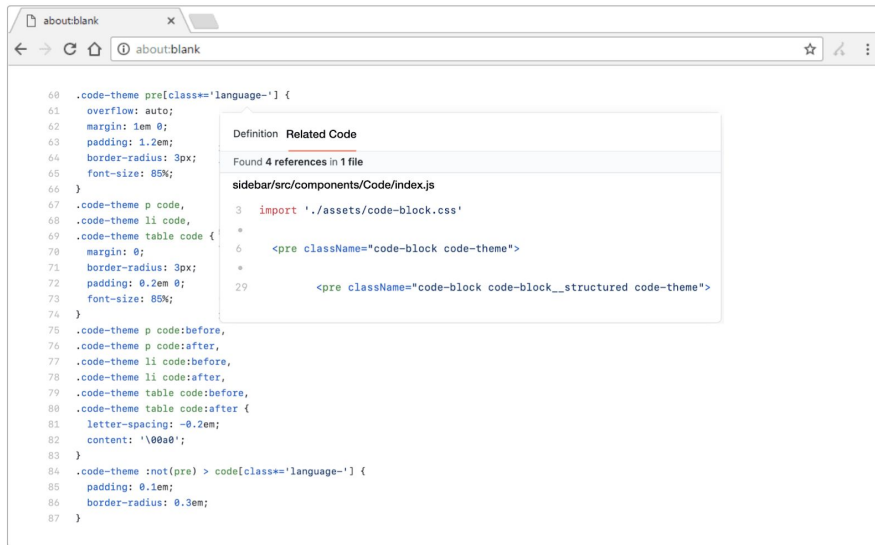 about:blank
about:blank
60 .code-theme pre[class*='language-'] {
61 overflow: auto;
62 margin: 1em 0;
63 padding: 1.2em;
64 border-radius: 3px;
65 font-size: 85%;
66 }
67 .code-theme p code,
68 .code-theme li code,
69 .code-theme table code {
70 margin: 0;
71 border-radius: 3px;
72 padding: 0.2em 0;
73 font-size: 85%;
74 }
75 .code-theme p code:before,
76 .code-theme p code:after,
77 .code-theme li code:before,
78 .code-theme li code:after,
79 .code-theme table code:before,
80 .code-theme table code:after {
81 letter-spacing: -0.2em;
82 content: '\00a0';
83 }
84 .code-theme :not(pre) > code[class*='language-'] {
85 padding: 0.1em;
86 border-radius: 0.3em;
87 }
Definition Related Code
Found 4 references in 1 file
sidebar/src/components/Code/index.js
3 import './assets/code-block.css'
6 <pre className="code-block code-theme">
29 <pre className="code-block code-block__structured code-theme">